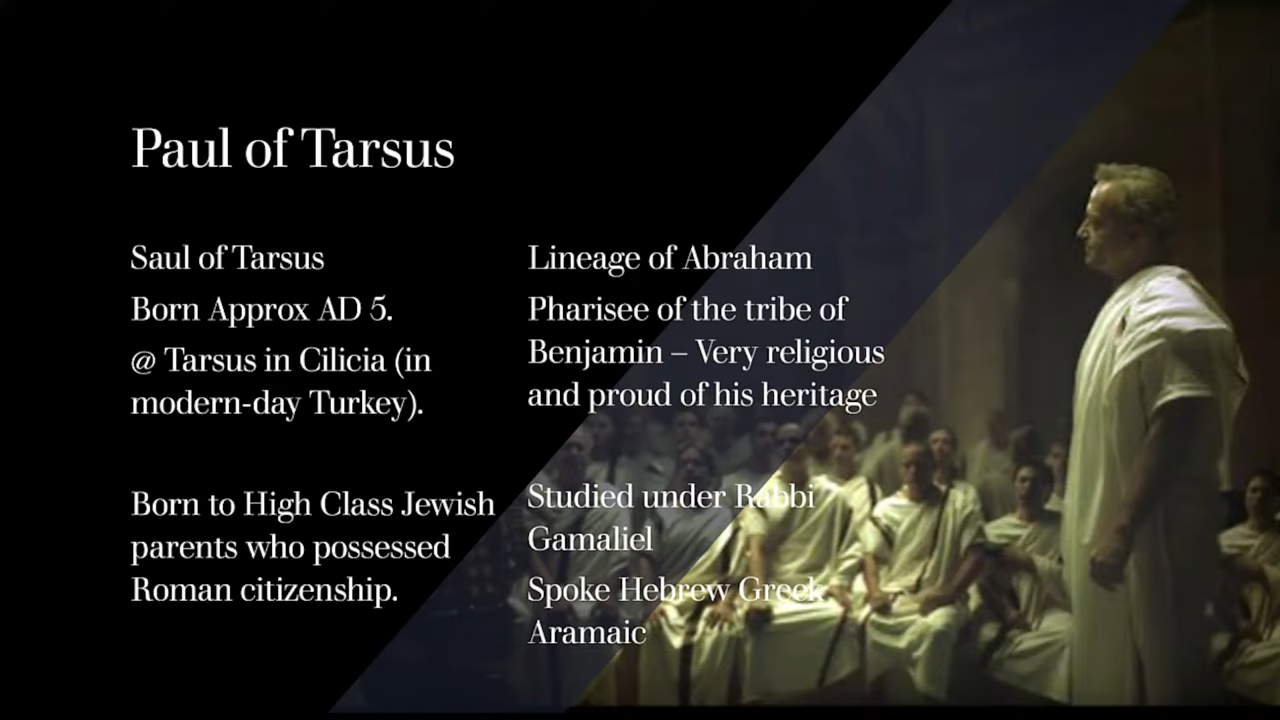 Paul of Tarsus
Saul of Tarsus
Born Approx AD 5.
@ Tarsus in Cilicia (in
modern-day Turkey).
Born to High Class Jewish
parents who possessed
Roman citizenship.
Lineage of Abraham
Pharisee of the tribe of
Benjamin – Very religious
and proud of his heritage
Studied under Rabbi
Gamaliel
Spoke Hebrew Greek
Aramaic